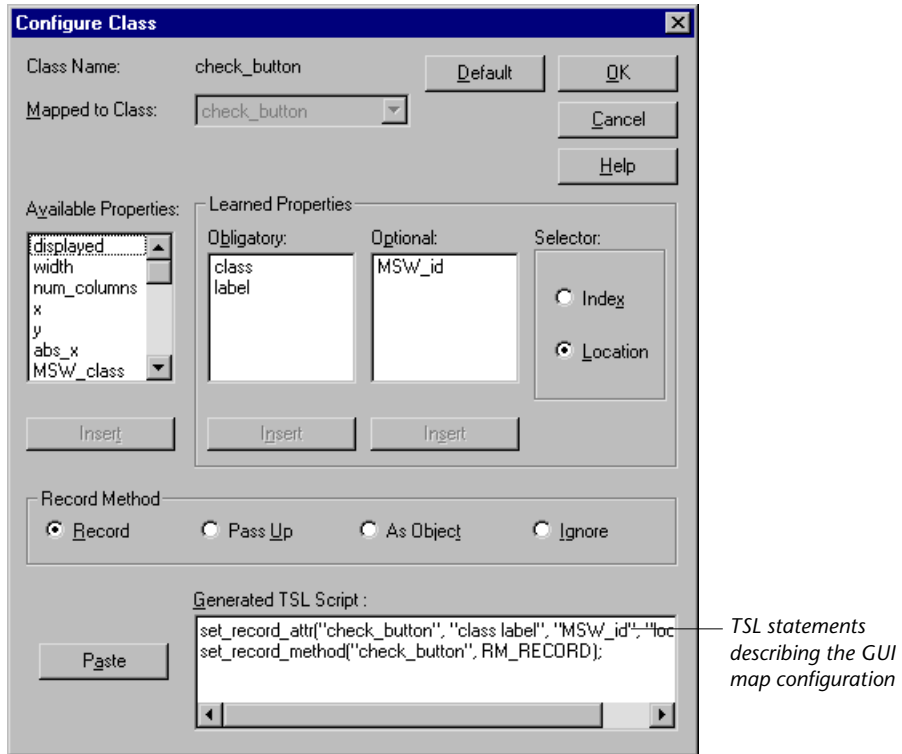 Configure Class
Class Name: check_button
Default
OK
Mapped to Class: check_button
Cancel
Help
Available Properties:
displayed
width
num_columns
x
y
abs_x
MSW_class
Insert
Learned Properties
Obligatory:
class
label
Insert
Optional:
MSW_id
Insert
Selector:
Index
Location
Record Method
Record Pass Up As Object Ignore
Generated TSL Script :
set_record_attr("check_button", "class label", "MSW_id", "loc
set_record_method("check_button", RM_RECORD);
Paste
TSL statements
describing the GUI
map configuration